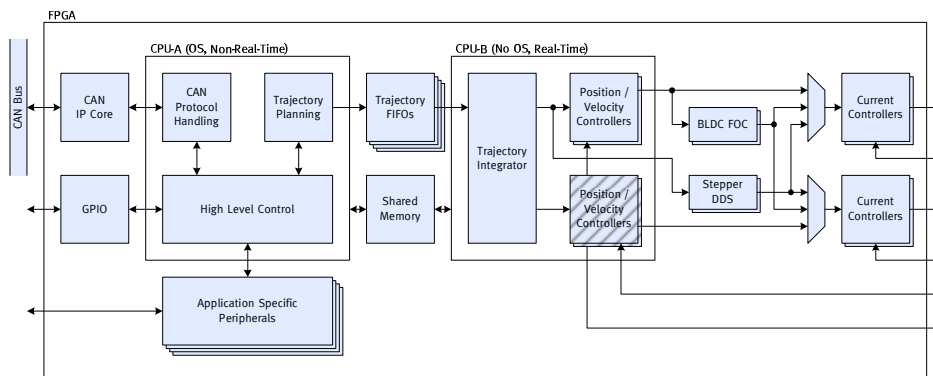 FPGA
CPU-A (OS, Non-Real-Time)
CPU-B (No OS, Real-Time)
CAN Bus
CAN
IP Core
CAN
Protocol
Handling
Trajectory
Planning
Trajectory
FIFOs
Trajectory
Integrator
Position /
Velocity
Controllers
BLDC FOC
Current
Controllers
GPIO
High Level Control
Shared
Memory
Position /
Velocity
Controllers
Stepper
DDS
Current
Controllers
Application Specific
Peripherals